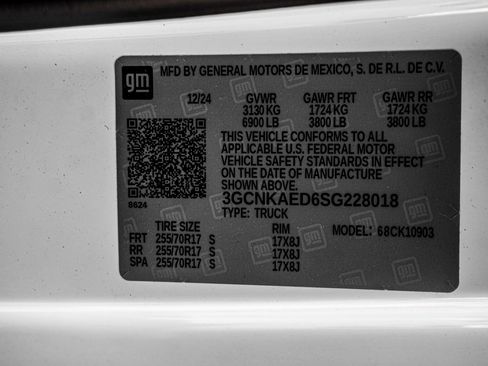 gm MFD BY GENERAL MOTORS DE MEXICO, S. DE R.L. DE C.V.
12/24 GVWR GAWR FRT GAWR RR
3130 KG 1724 KG 1724 KG
6900 LB 3800 LB 3800 LB
THIS VEHICLE CONFORMS TO ALL
APPLICABLE U.S. FEDERAL MOTOR
VEHICLE SAFETY STANDARDS IN EFFECT
ON THE DATE OF MANUFACTURE SHOWN ABOVE.
3GCNKAED6SG228018
8624 TYPE: TRUCK
TIRE SIZE RIM MODEL: 68CK10903
FRT 255/70R17 S 17X8J
RR 255/70R17 S 17X8J
SPA 255/70R17 S 17X8J